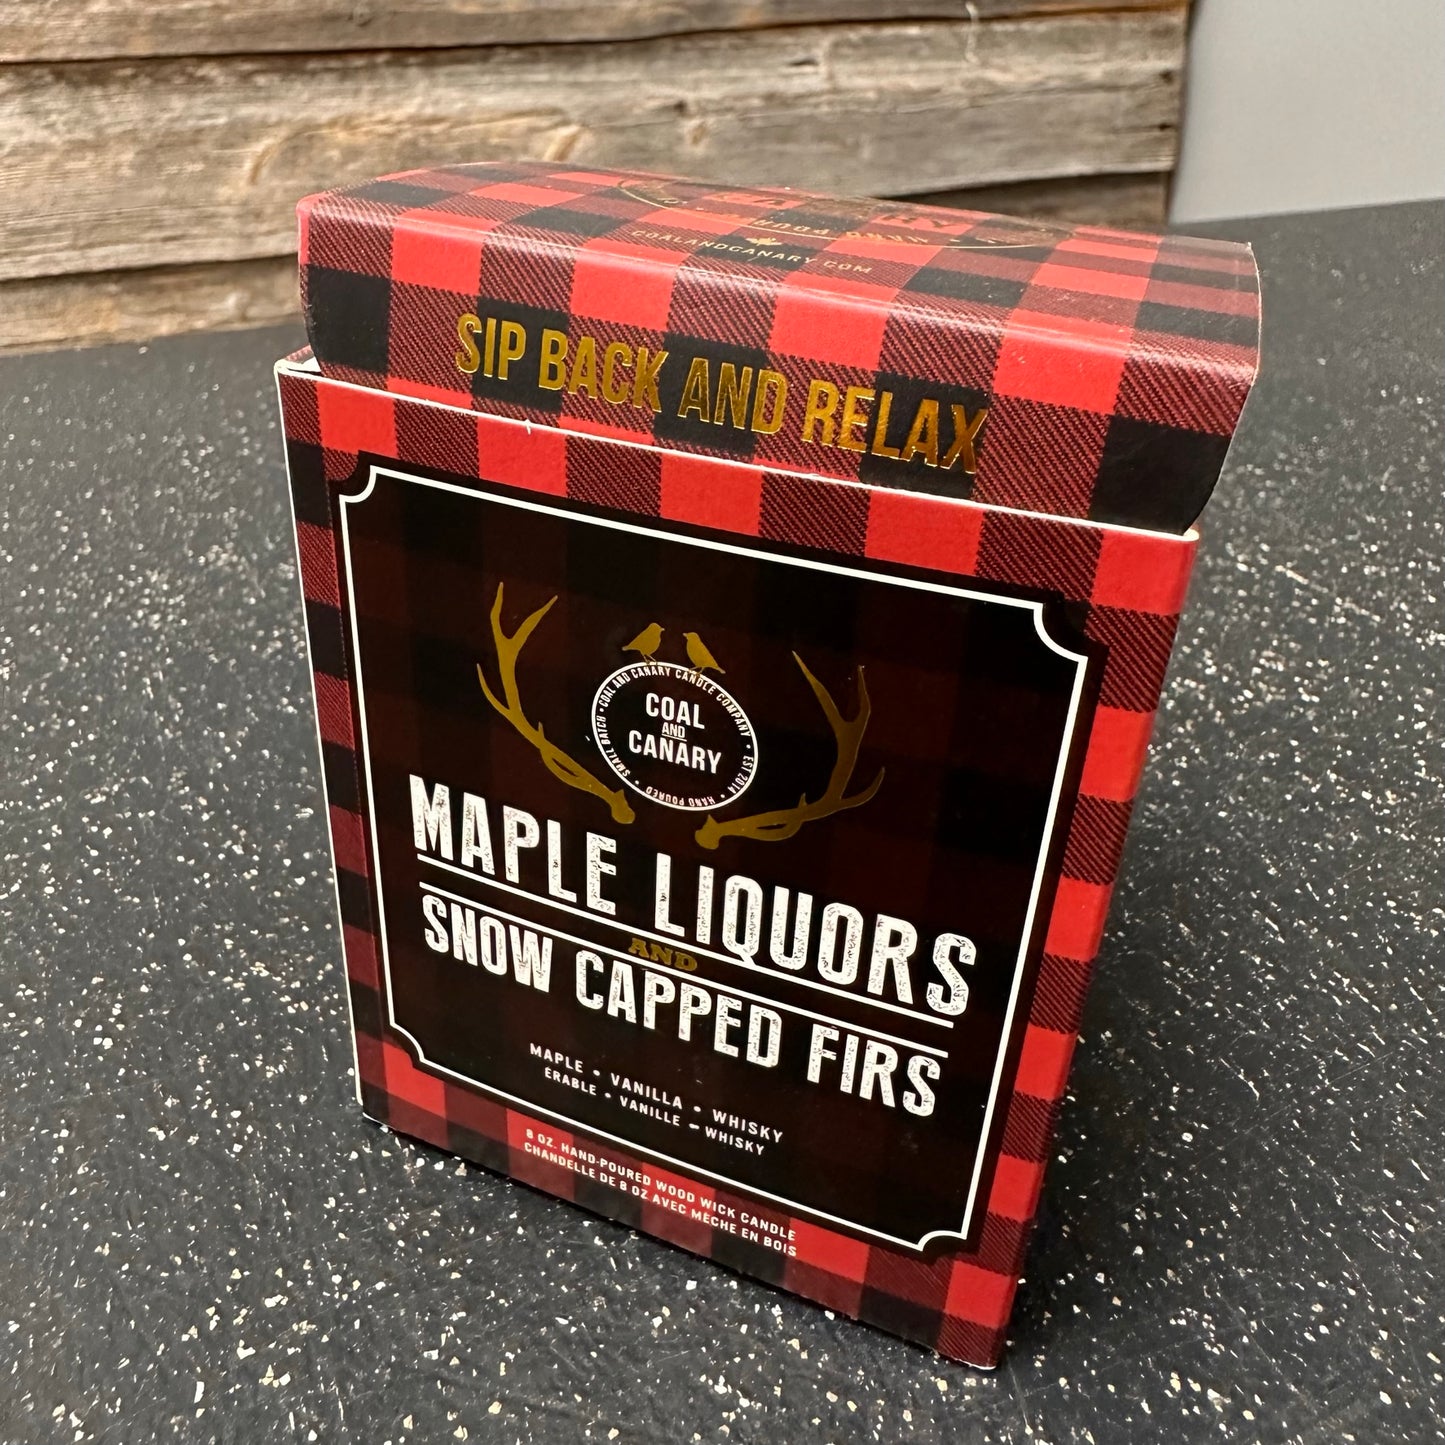 COALANDCANARY.COM
SIP BACK AND RELAX
COAL AND CANARY CANDLE COMPANY • EST 2014 • HAND POURED • SMALL BATCH •
COAL
AND
CANARY
MAPLE LIQUORS
AND
SNOW CAPPED FIRS
MAPLE • VANILLA • WHISKY
ÉRABLE • VANILLE • WHISKY
8 OZ. HAND-POURED WOOD WICK CANDLE
CHANDELLE DE 8 OZ AVEC MÈCHE EN BOIS